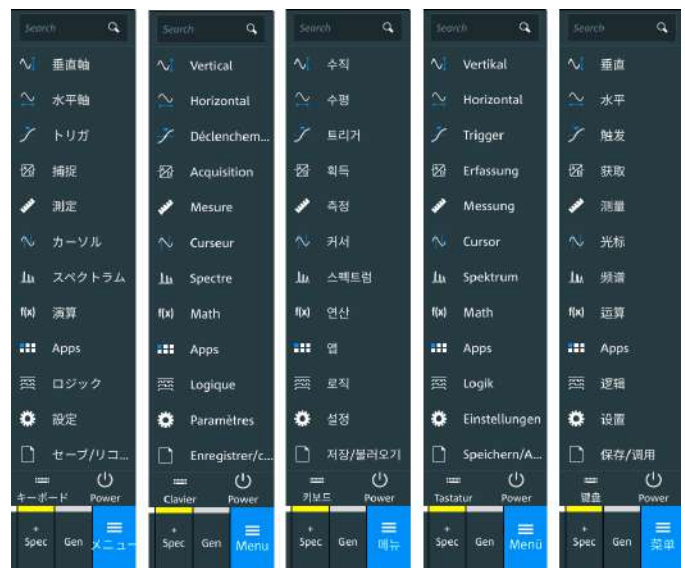 Search
垂直軸
水平軸
トリガ
捕捉
測定
カーソル
スペクトラム
f(x) 演算
Apps
ロジック
設定
セーブ/リコ...
キーボード Power
+
Spec Gen メニュー
Search
Vertical
Horizontal
Déclenchem...
Acquisition
Mesure
Curseur
Spectre
f(x) Math
Apps
Logique
Paramètres
Enregistrer/c...
Clavier Power
+
Spec Gen Menu
Search
수직
수평
트리거
획득
측정
커서
스펙트럼
f(x) 연산
앱
로직
설정
저장/불러오기
키보드 Power
+
Spec Gen 메뉴
Search
Vertikal
Horizontal
Trigger
Erfassung
Messung
Cursor
Spektrum
f(x) Math
Apps
Logik
Einstellungen
Speichern/A...
Tastatur Power
+
Spec Gen Menü
Search
垂直
水平
触发
获取
测量
光标
频谱
f(x) 运算
Apps
逻辑
设置
保存/调用
键盘 Power
+
Spec Gen 菜单